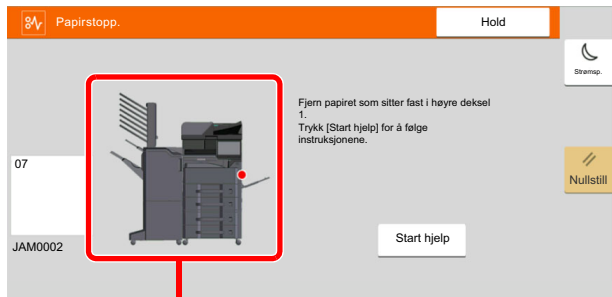 Papirstopp.
Hold
Strømsp.
Fjern papiret som sitter fast i høyre deksel
1.
Trykk [Start hjelp] for å følge
instruksjonene.
07
Nullstill
Start hjelp
JAM0002